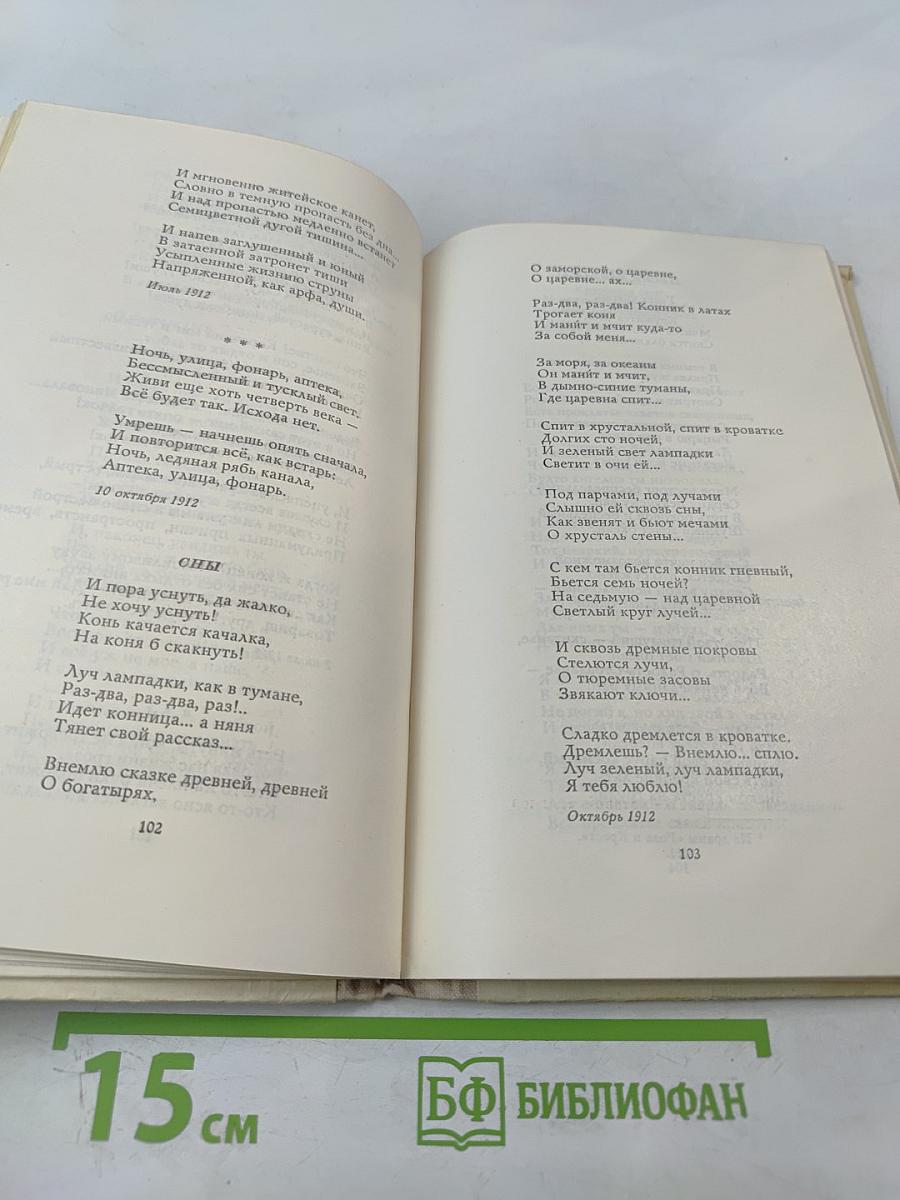 И мгновенно житейское канет,
Словно в темную пропасть без дна...
И над пропастью медленно встанет
Семицветной дугой тишина...
И напев заглушенный и юный
В затаенной затронет тиши
Усыпленные жизнию струны
Напряженной, как арфа, души.
Июль 1912
* * *
Ночь, улица, фонарь, аптека,
Бессмысленный и тусклый свет.
Живи еще хоть четверть века —
Всё будет так. Исхода нет.
Умрешь — начнешь опять сначала,
И повторится всё, как встарь:
Ночь, ледяная рябь канала,
Аптека, улица, фонарь.
10 октября 1912
СНЫ
И пора уснуть, да жалко,
Не хочу уснуть!
Конь качается качалка,
На коня б скакнуть!
Луч лампадки, как в тумане,
Раз-два, раз-два, раз!..
Идет конница... а няня
Тянет свой рассказ...
Внемлю сказке древней, древней
О богатырях,
102
О заморской, о царевне,
О царевне... ах...
Раз-два, раз-два! Конник в латах
Трогает коня
И мани́т и мчит куда-то
За собой меня...
За моря, за океаны
Он мани́т и мчит,
В дымно-синие туманы,
Где царевна спит...
Спит в хрустальной, спит в кроватке
Долгих сто ночей,
И зеленый свет лампадки
Светит в очи ей...
Под парчами, под лучами
Слышно ей сквозь сны,
Как звенят и бьют мечами
О хрусталь стены...
С кем там бьется конник гневный,
Бьется семь ночей?
На седьмую — над царевной
Светлый круг лучей...
И сквозь дремные покровы
Стелются лучи,
О тюремные засовы
Звякают ключи...
Сладко дремлется в кроватке.
Дремлешь? — Внемлю... сплю.
Луч зеленый, луч лампадки,
Я тебя люблю!
Октябрь 1912
103
15 см
БФ БИБЛИОФАН